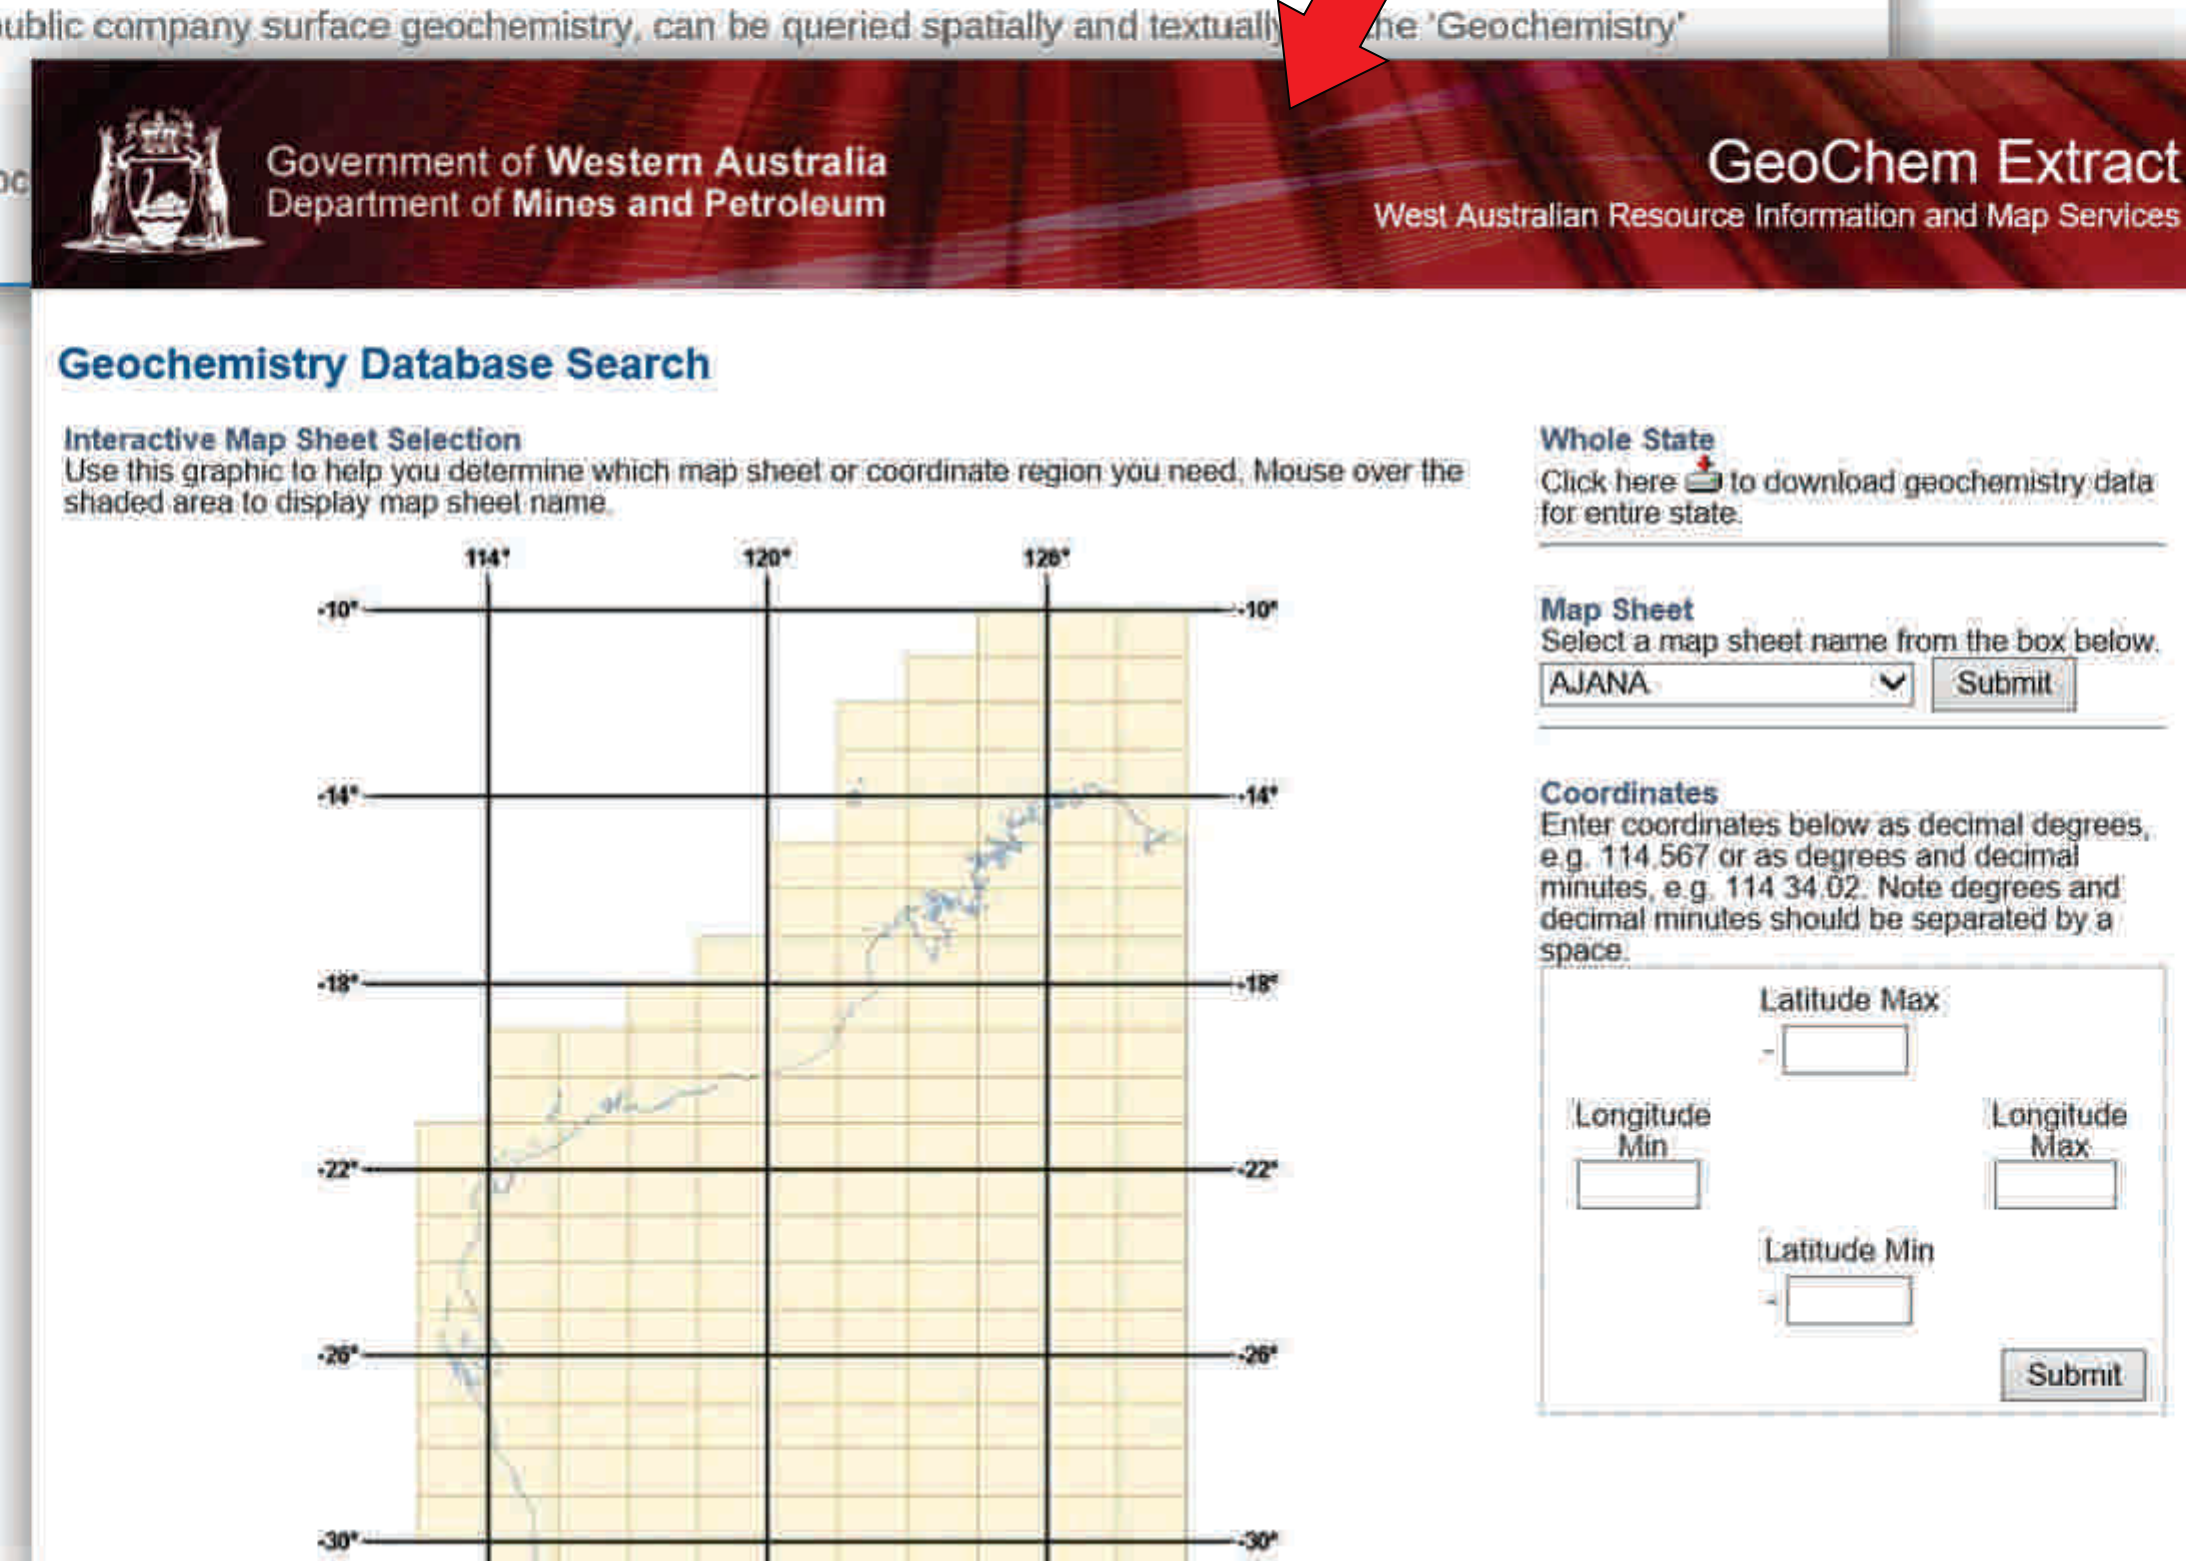 public company surface geochemistry, can be queried spatially and textually the 'Geochemistry'
Government of Western Australia
Department of Mines and Petroleum
GeoChem Extract
West Australian Resource Information and Map Services
Geochemistry Database Search
Interactive Map Sheet Selection
Use this graphic to help you determine which map sheet or coordinate region you need. Mouse over the
shaded area to display map sheet name.
114° 120° 126°
-10° -10°
-14° -14°
-18° -18°
-22° -22°
-26° -26°
-30° -30°
Whole State
Click here to download geochemistry data
for entire state.
Map Sheet
Select a map sheet name from the box below.
AJANA Submit
Coordinates
Enter coordinates below as decimal degrees,
e.g. 114.567 or as degrees and decimal
minutes, e.g. 114 34.02. Note degrees and
decimal minutes should be separated by a
space.
Latitude Max
-
Longitude Longitude
Min Max
Latitude Min
-
Submit